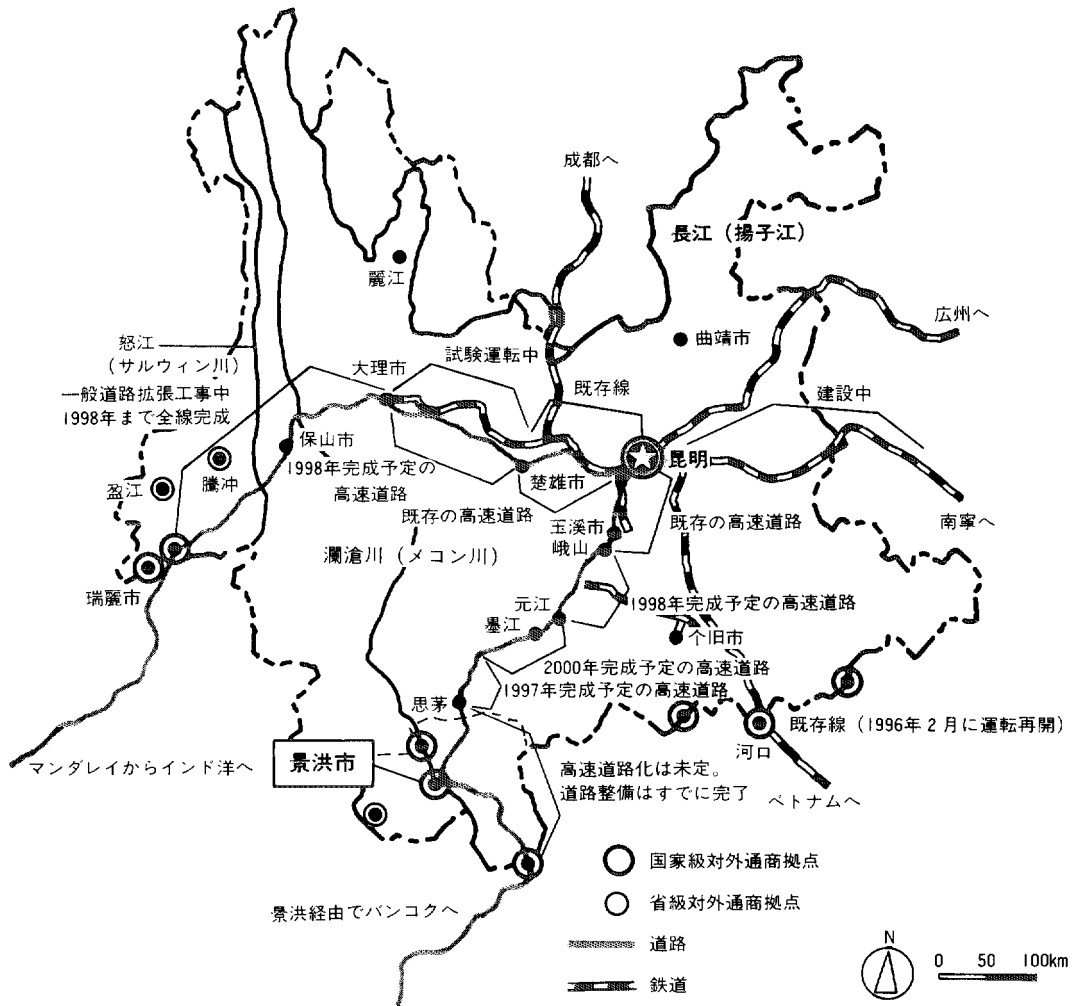 成都へ
長江（揚子江）
麗江
広州へ
曲靖市
怒江
（サルウィン川）
試験運転中
一般道路拡張工事中
1998年まで全線完成
大理市
既存線
建設中
保山市
昆明
騰冲
1998年完成予定の
高速道路
楚雄市
盈江
既存の高速道路
玉溪市
既存の高速道路
南寧へ
峨山
瀾滄川（メコン川）
瑞麗市
元江
1998年完成予定の高速道路
墨江
个旧市
2000年完成予定の高速道路
1997年完成予定の高速道路
思茅
既存線（1996年2月に運転再開）
河口
景洪市
マンダレイからインド洋へ
高速道路化は未定。
道路整備はすでに完了
ベトナムへ
国家級対外通商拠点
省級対外通商拠点
景洪経由でバンコクへ
道路
鉄道
N
0 50 100km